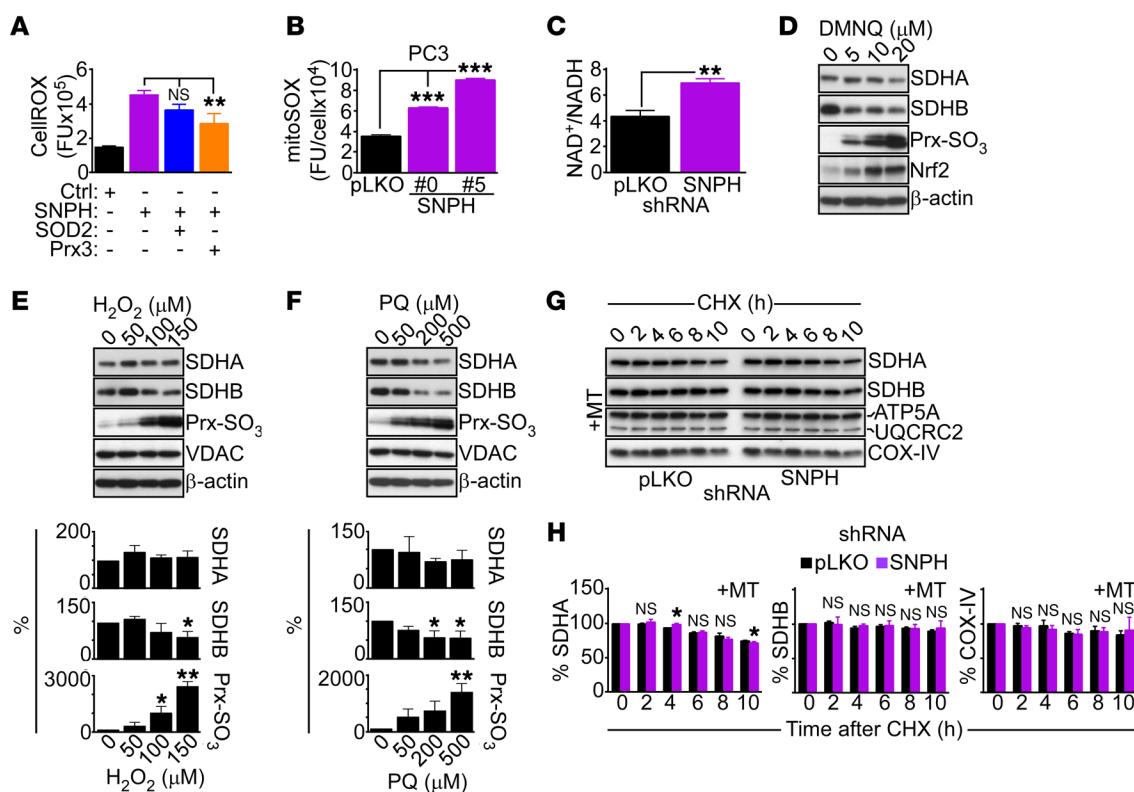 A
CellROX
(FUx10⁵)
8
6
4
2
0
NS
**
Ctrl: + - - -
SNPH: - + + +
SOD2: - - + -
Prx3: - - - +
B
PC3
mitoSOX
(FU/cellx10⁴)
10
8
6
4
2
0
***
***
pLKO #0 #5
SNPH
C
NAD⁺/NADH
8
6
4
2
0
**
pLKO SNPH
shRNA
D
DMNQ (μM)
0 5 10 20
SDHA
SDHB
Prx-SO₃
Nrf2
β-actin
E
H₂O₂ (μM)
0 50 100 150
SDHA
SDHB
Prx-SO₃
VDAC
β-actin
%
200
0
SDHA
150
0
*
SDHB
3000
0
* **
Prx-SO₃
0 50 100 150
H₂O₂ (μM)
F
PQ (μM)
0 50 200 500
SDHA
SDHB
Prx-SO₃
VDAC
β-actin
%
150
0
SDHA
150
0
* *
SDHB
2000
0
**
Prx-SO₃
0 50 200 500
PQ (μM)
G
CHX (h)
0 2 4 6 8 10 0 2 4 6 8 10
+MT
SDHA
SDHB
ATP5A
UQCRC2
COX-IV
pLKO SNPH
shRNA
H
shRNA
pLKO SNPH
% SDHA
150
100
50
0
+MT
NS * NS NS *
0 2 4 6 8 10
% SDHB
150
100
50
0
+MT
NS NS NS NS NS
0 2 4 6 8 10
% COX-IV
150
100
50
0
+MT
NS NS NS NS NS
0 2 4 6 8 10
Time after CHX (h)